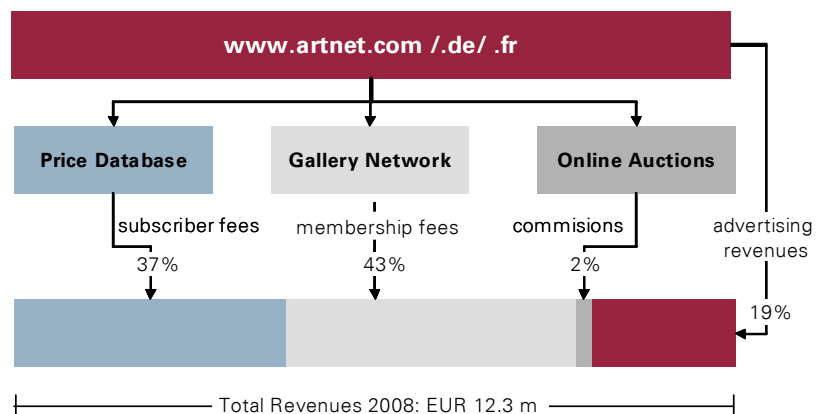 www.artnet.com /.de/ .fr
Price Database
Gallery Network
Online Auctions
subscriber fees
membership fees
commisions
advertising
revenues
37%
43%
2%
19%
Total Revenues 2008: EUR 12.3 m